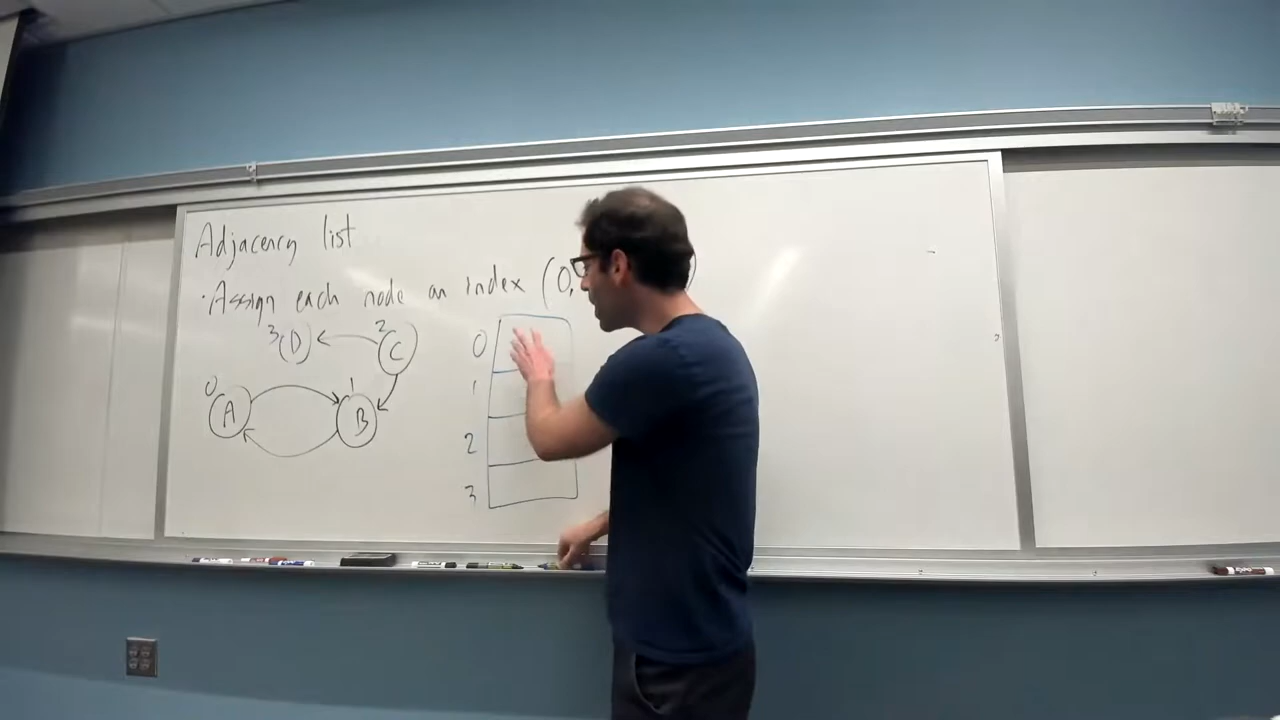 Adjacency list
· Assign each node an index (0, )
3 D 2 C
0 A 1 B
0
1
2
3